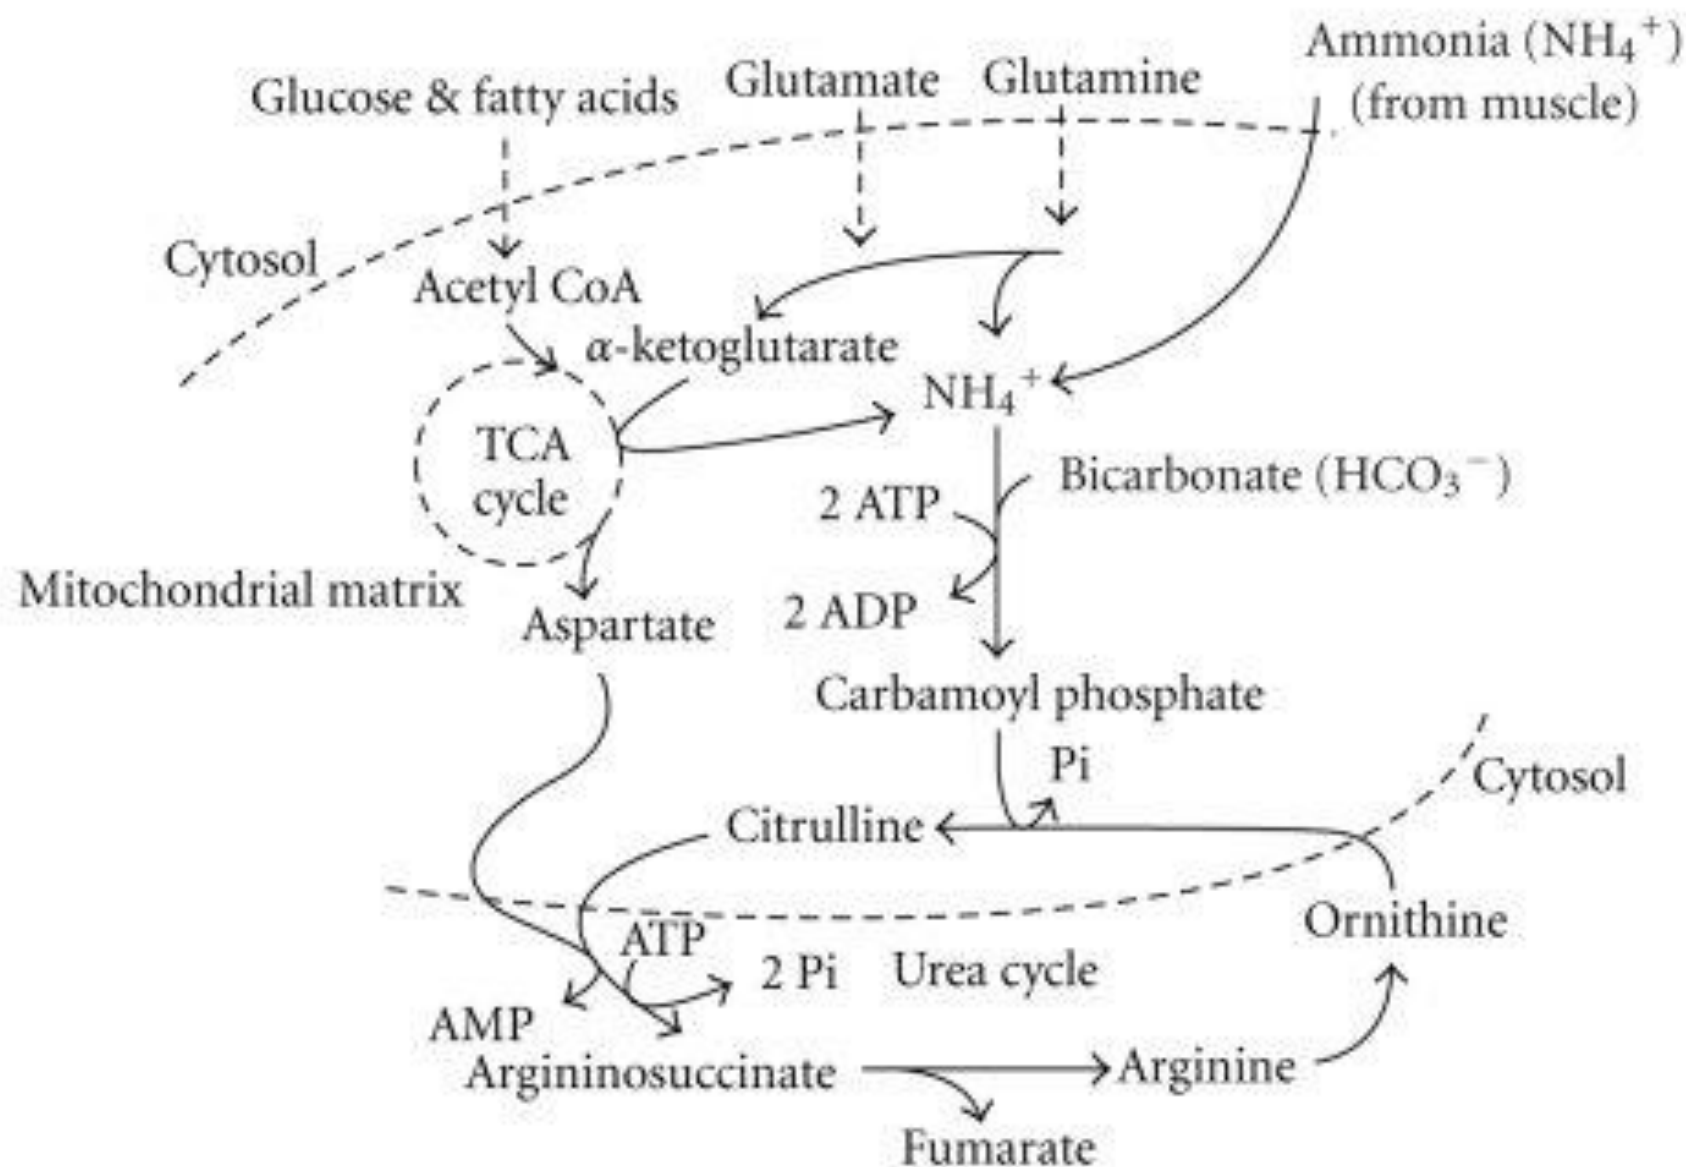 Ammonia (NH₄⁺)
(from muscle)
Glucose & fatty acids
Glutamate
Glutamine
Cytosol
Acetyl CoA
α-ketoglutarate
NH₄⁺
TCA
cycle
Bicarbonate (HCO₃⁻)
2 ATP
2 ADP
Mitochondrial matrix
Aspartate
Carbamoyl phosphate
Pi
Cytosol
Citrulline
Ornithine
ATP
2 Pi
Urea cycle
AMP
Argininosuccinate
Arginine
Fumarate